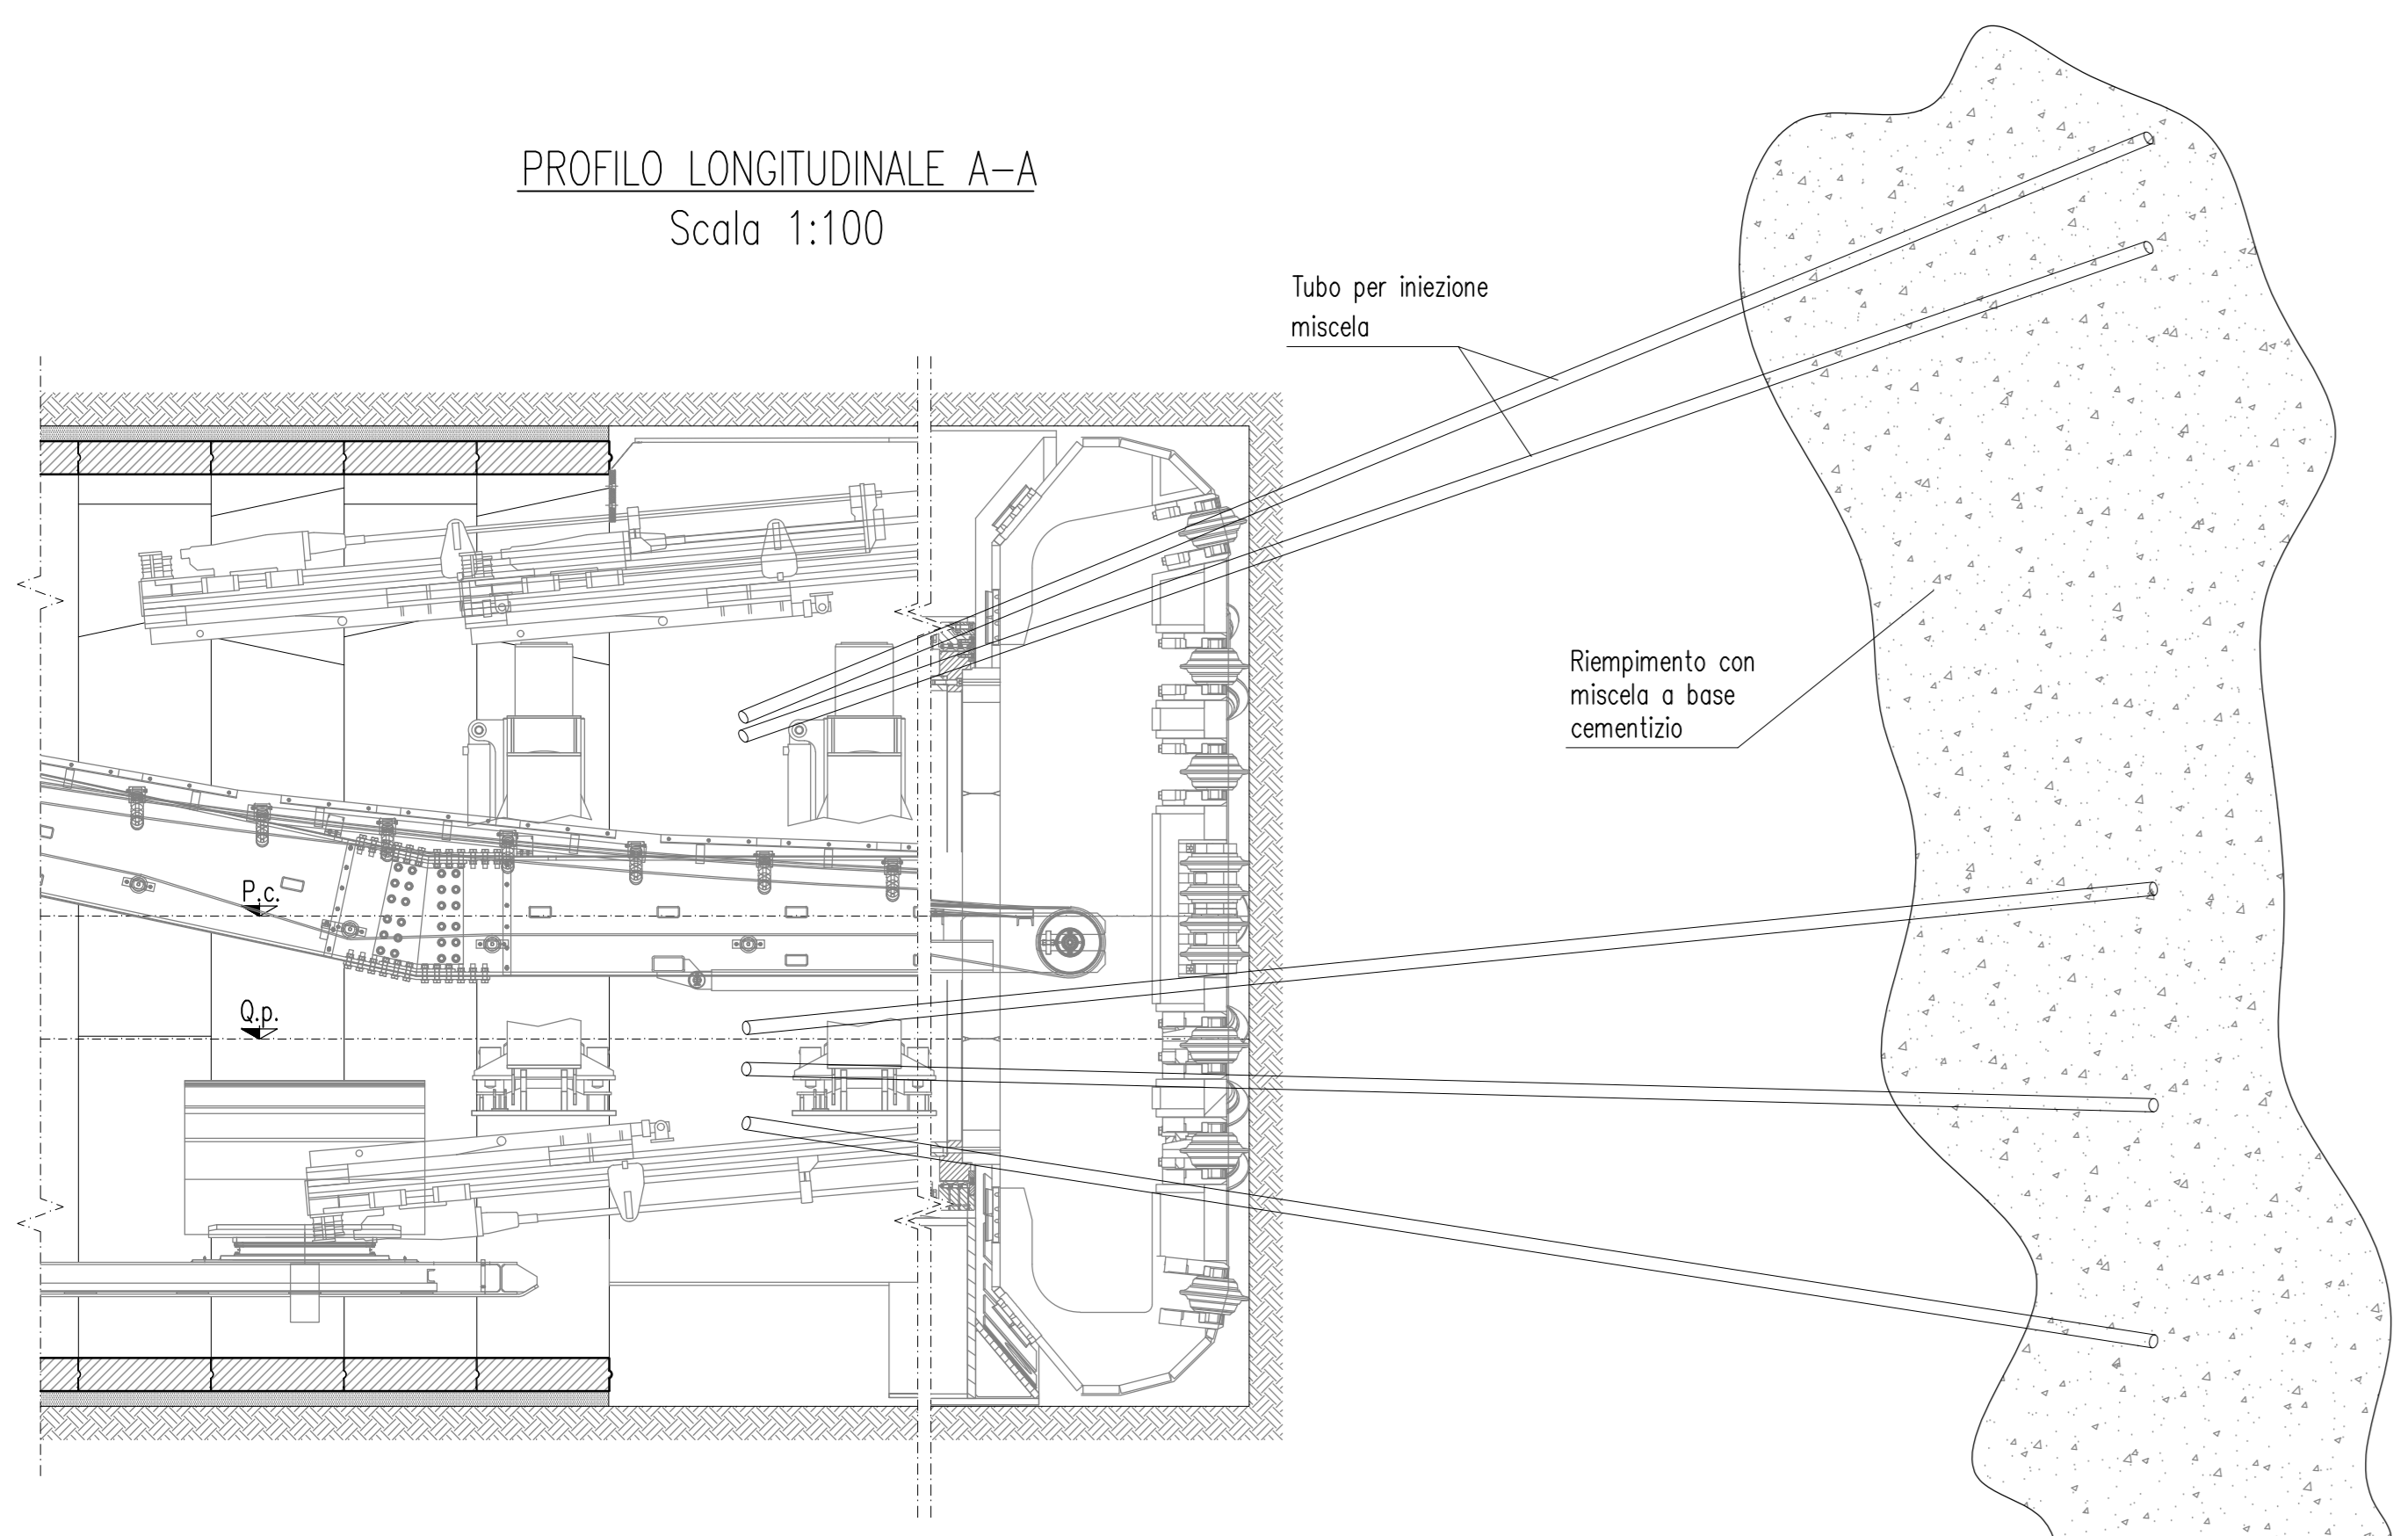 PROFILO LONGITUDINALE A-A
Scala 1:100
Tubo per iniezione
miscela
Riempimento con
miscela a base
cementizio
P.c.
Q.p.